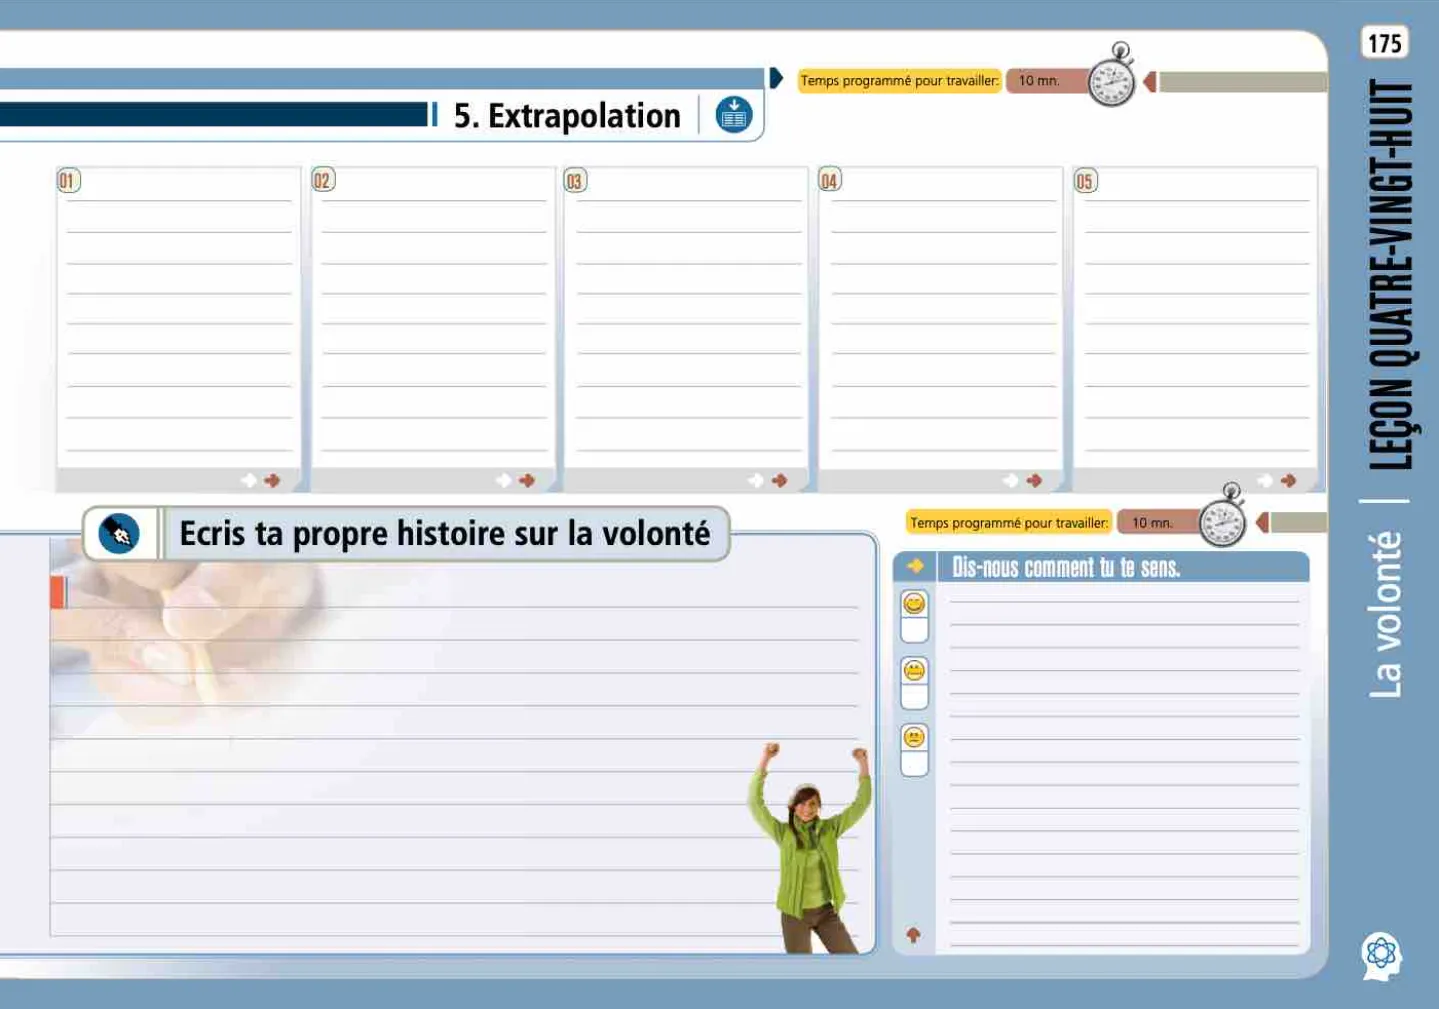 175
LEÇON QUATRE-VINGT-HUIT
La volonté
Temps programmé pour travailler:
10 mn.
5. Extrapolation
01
02
03
04
05
Ecris ta propre histoire sur la volonté
Temps programmé pour travailler:
10 mn.
Dis-nous comment tu te sens.